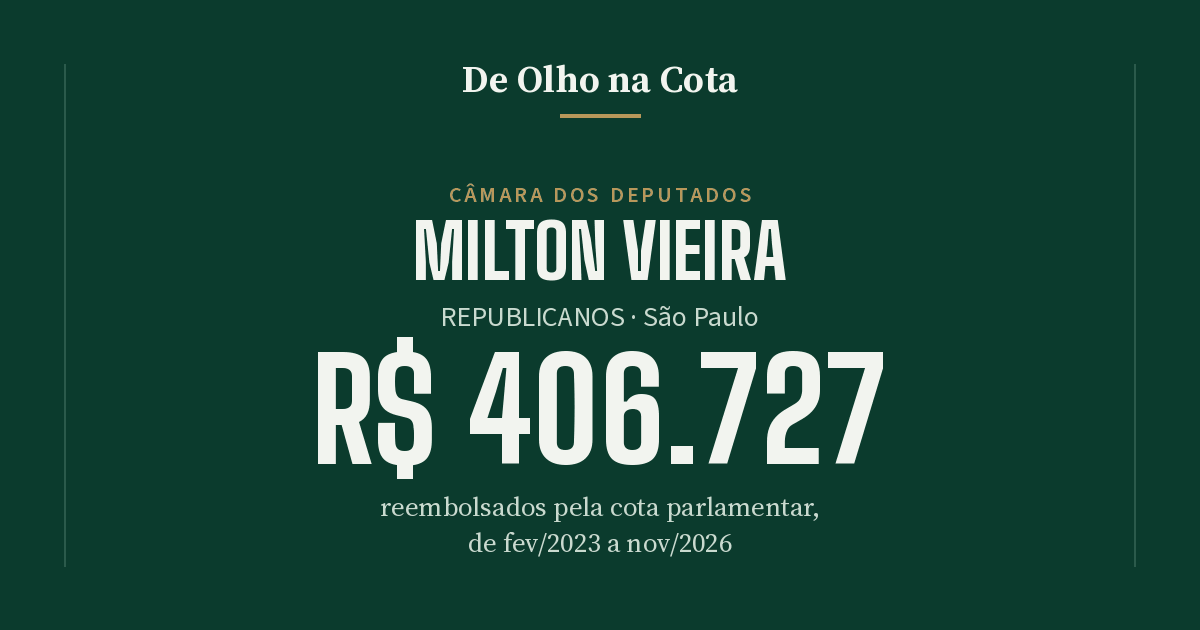 De Olho na Cota
CÂMARA DOS DEPUTADOS
MILTON VIEIRA
REPUBLICANOS · São Paulo
R$ 406.727
reembolsados pela cota parlamentar,
de fev/2023 a nov/2026